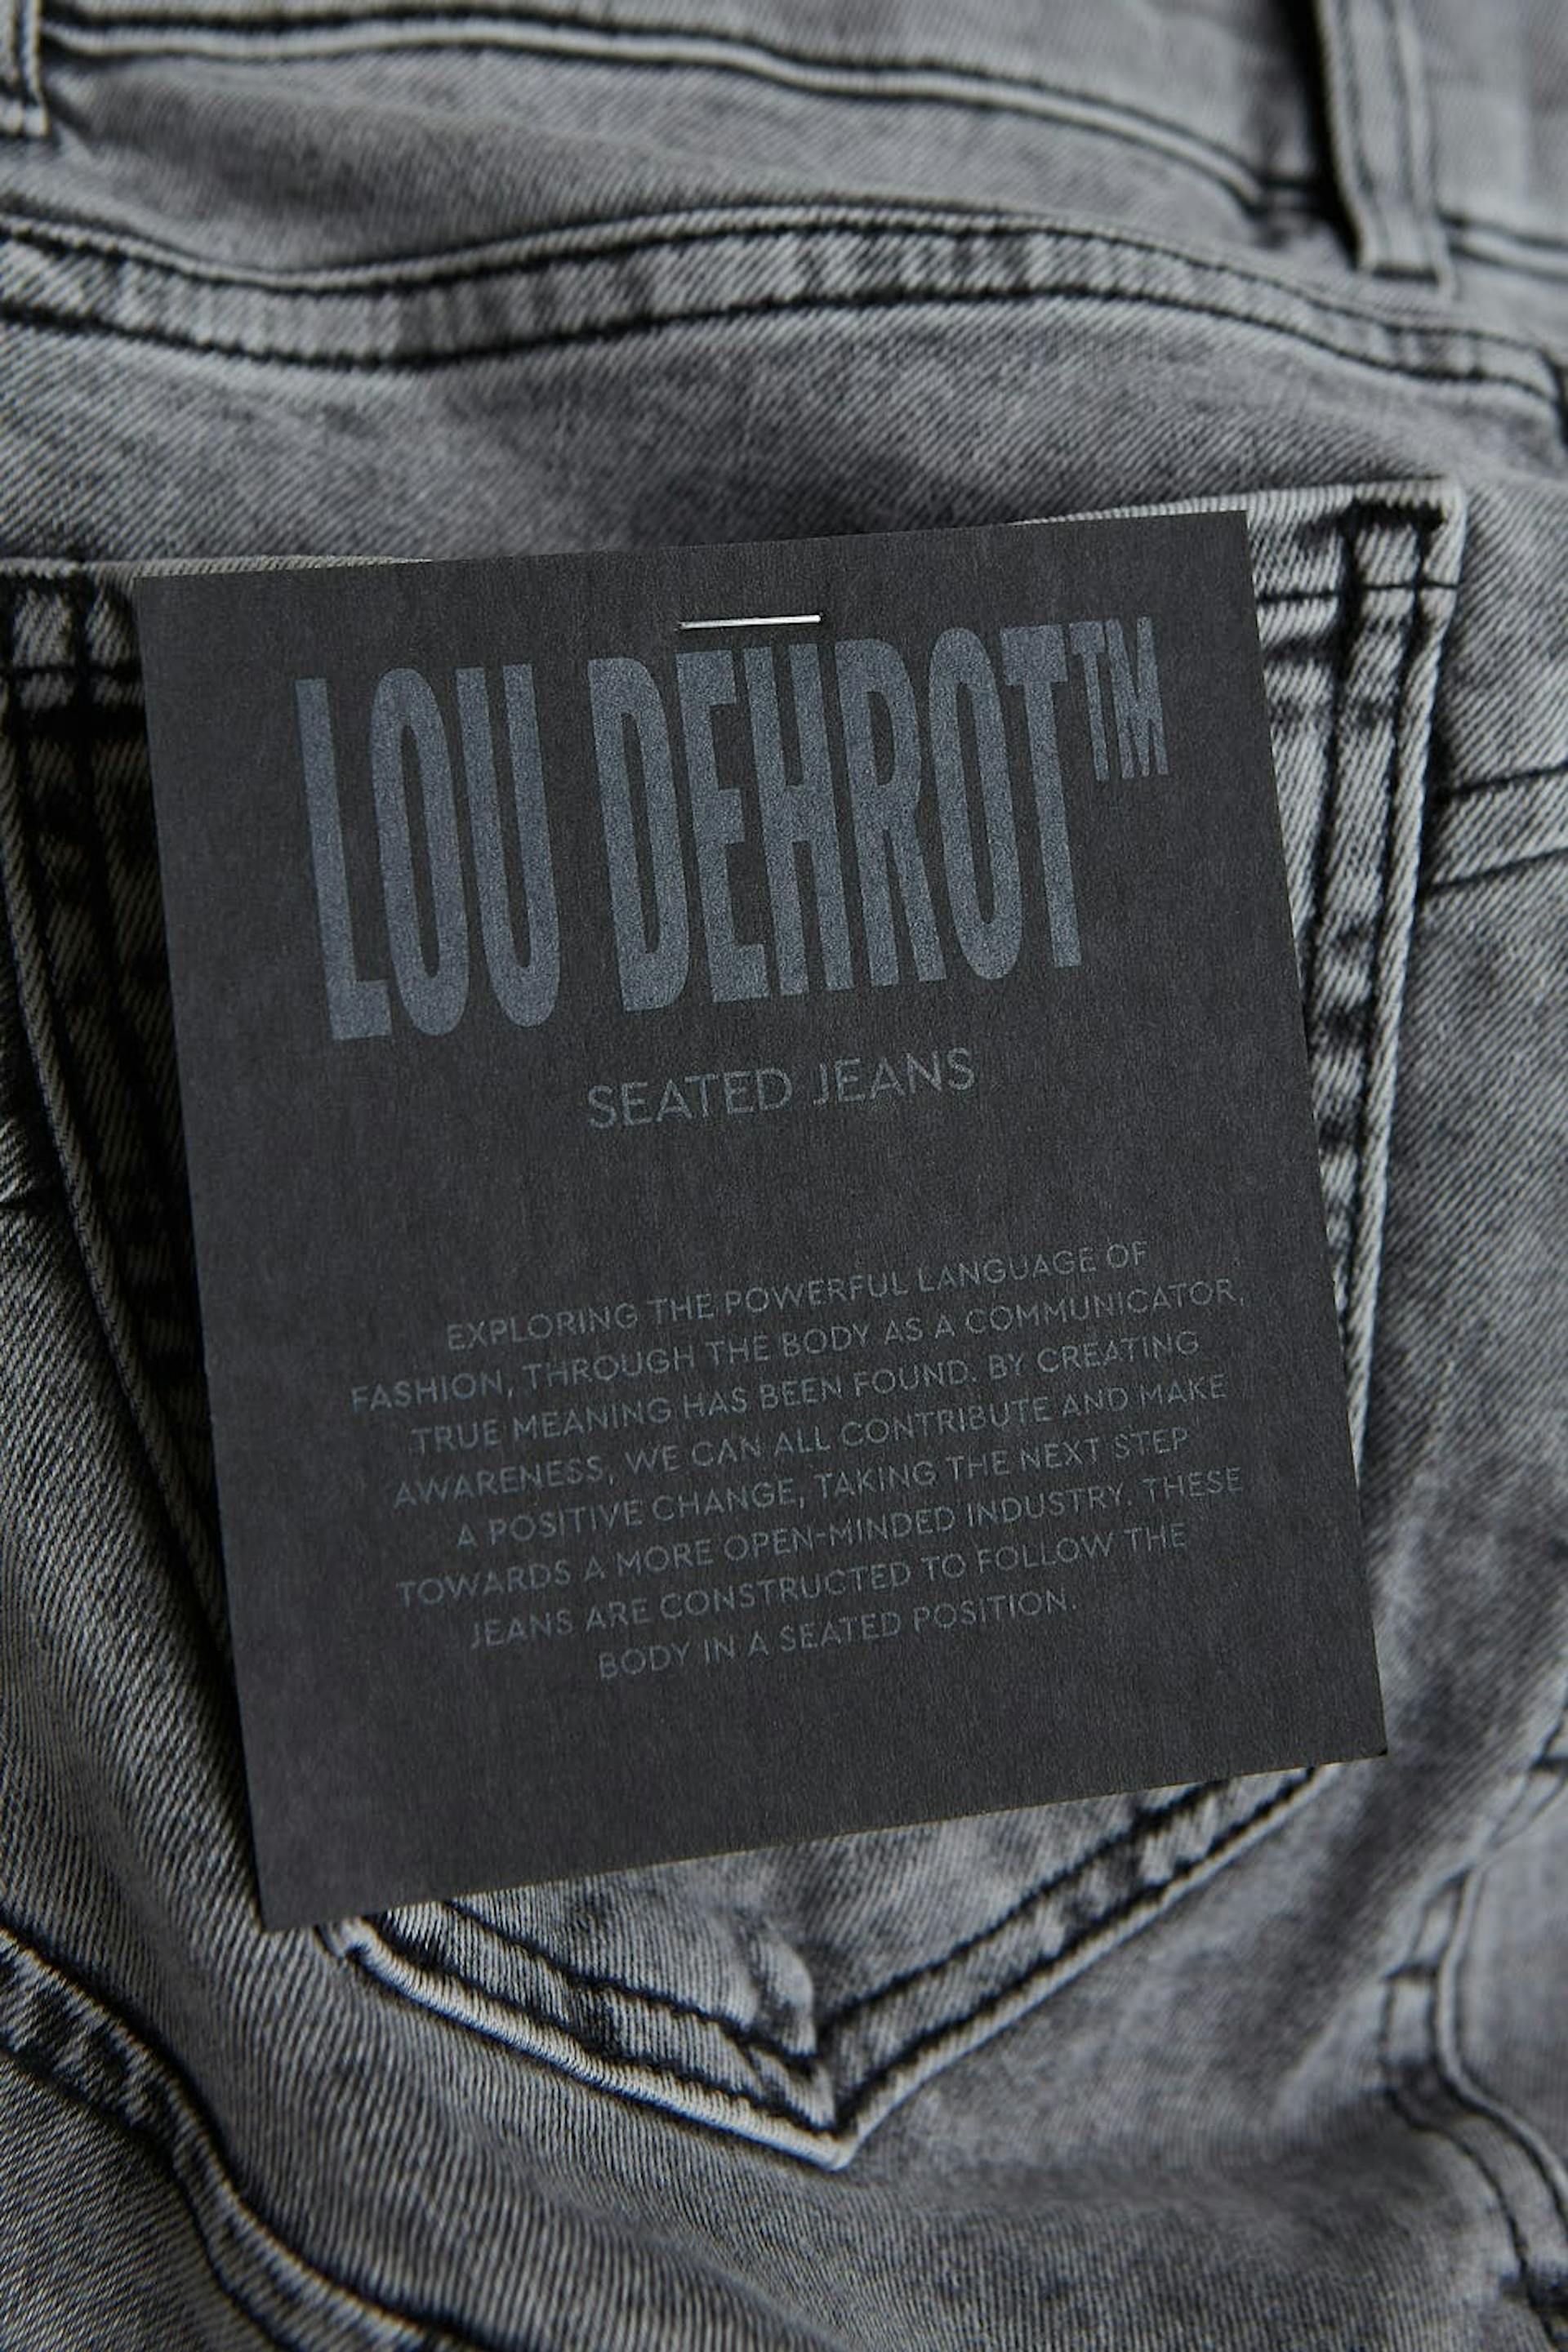 LOU DEHROT™
SEATED JEANS
EXPLORING THE POWERFUL LANGUAGE OF
FASHION, THROUGH THE BODY AS A COMMUNICATOR,
TRUE MEANING HAS BEEN FOUND. BY CREATING
AWARENESS, WE CAN ALL CONTRIBUTE AND MAKE
A POSITIVE CHANGE, TAKING THE NEXT STEP
TOWARDS A MORE OPEN-MINDED INDUSTRY. THESE
JEANS ARE CONSTRUCTED TO FOLLOW THE
BODY IN A SEATED POSITION.